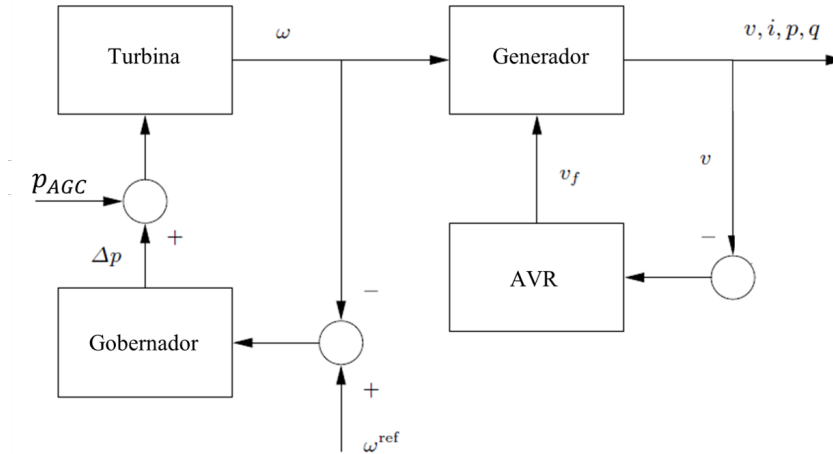 ω
v, i, p, q
Turbina
Generador
p_AGC
v_f
v
+
−
Δp
AVR
−
Gobernador
+
ω^ref